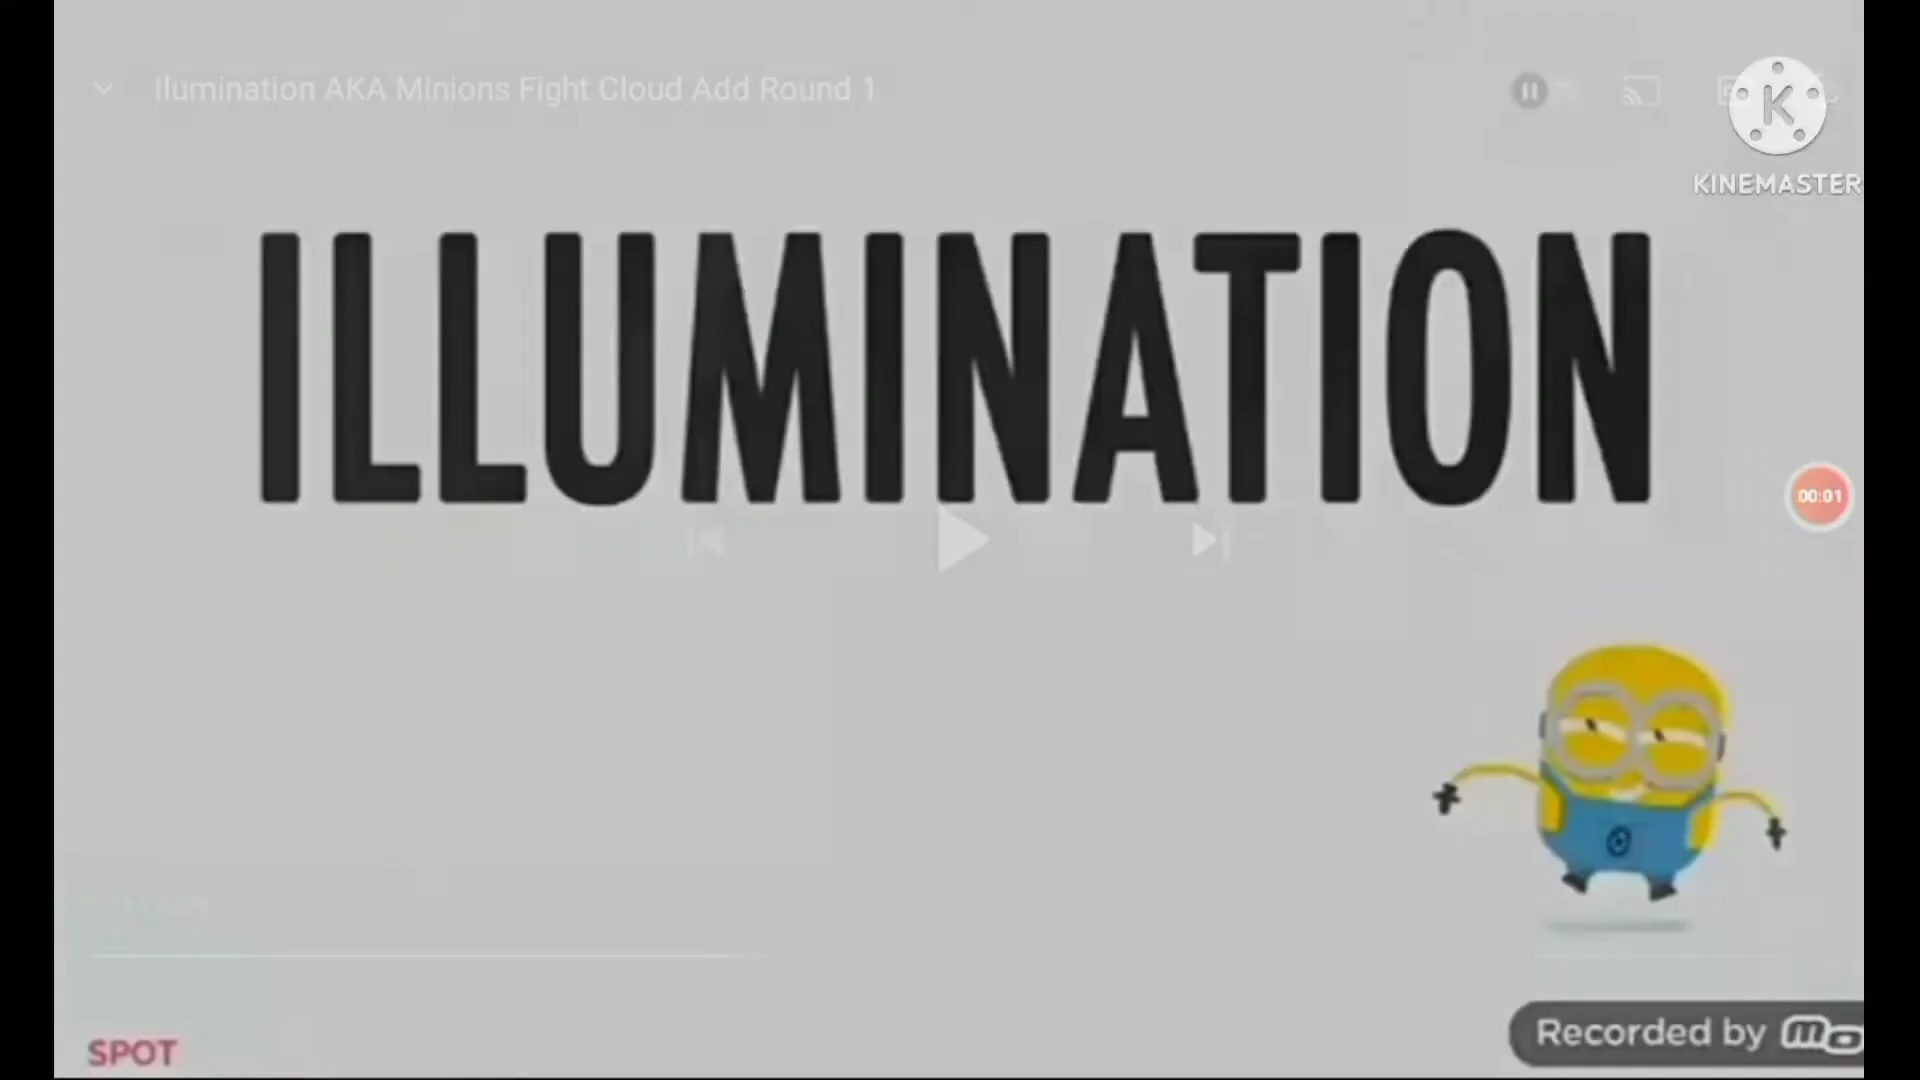 Ilumination AKA MInions Fight Cloud Add Round 1
K
KINEMASTER
ILLUMINATION
00:01
Recorded by
SPOT